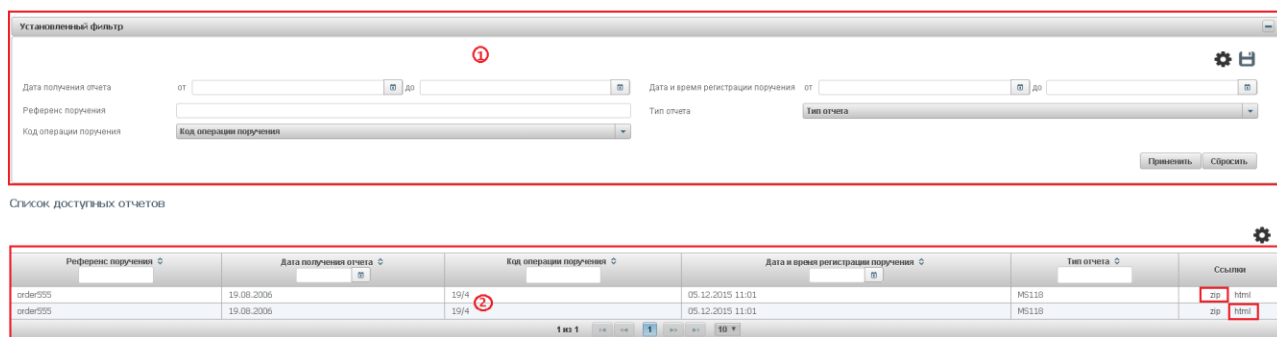 Установленный фильтр
1
Дата получения отчета от до Дата и время регистрации поручения от до
Референс поручения Тип отчета Тип отчета
Код операции поручения Код операции поручения
Применить Сбросить
Список доступных отчетов
Референс поручения Дата получения отчета Код операции поручения Дата и время регистрации поручения Тип отчета Ссылки
order555 19.08.2006 19/4 05.12.2015 11:01 MS118 zip html
2
order555 19.08.2006 19/4 05.12.2015 11:01 MS118 zip html
1 из 1 1 10